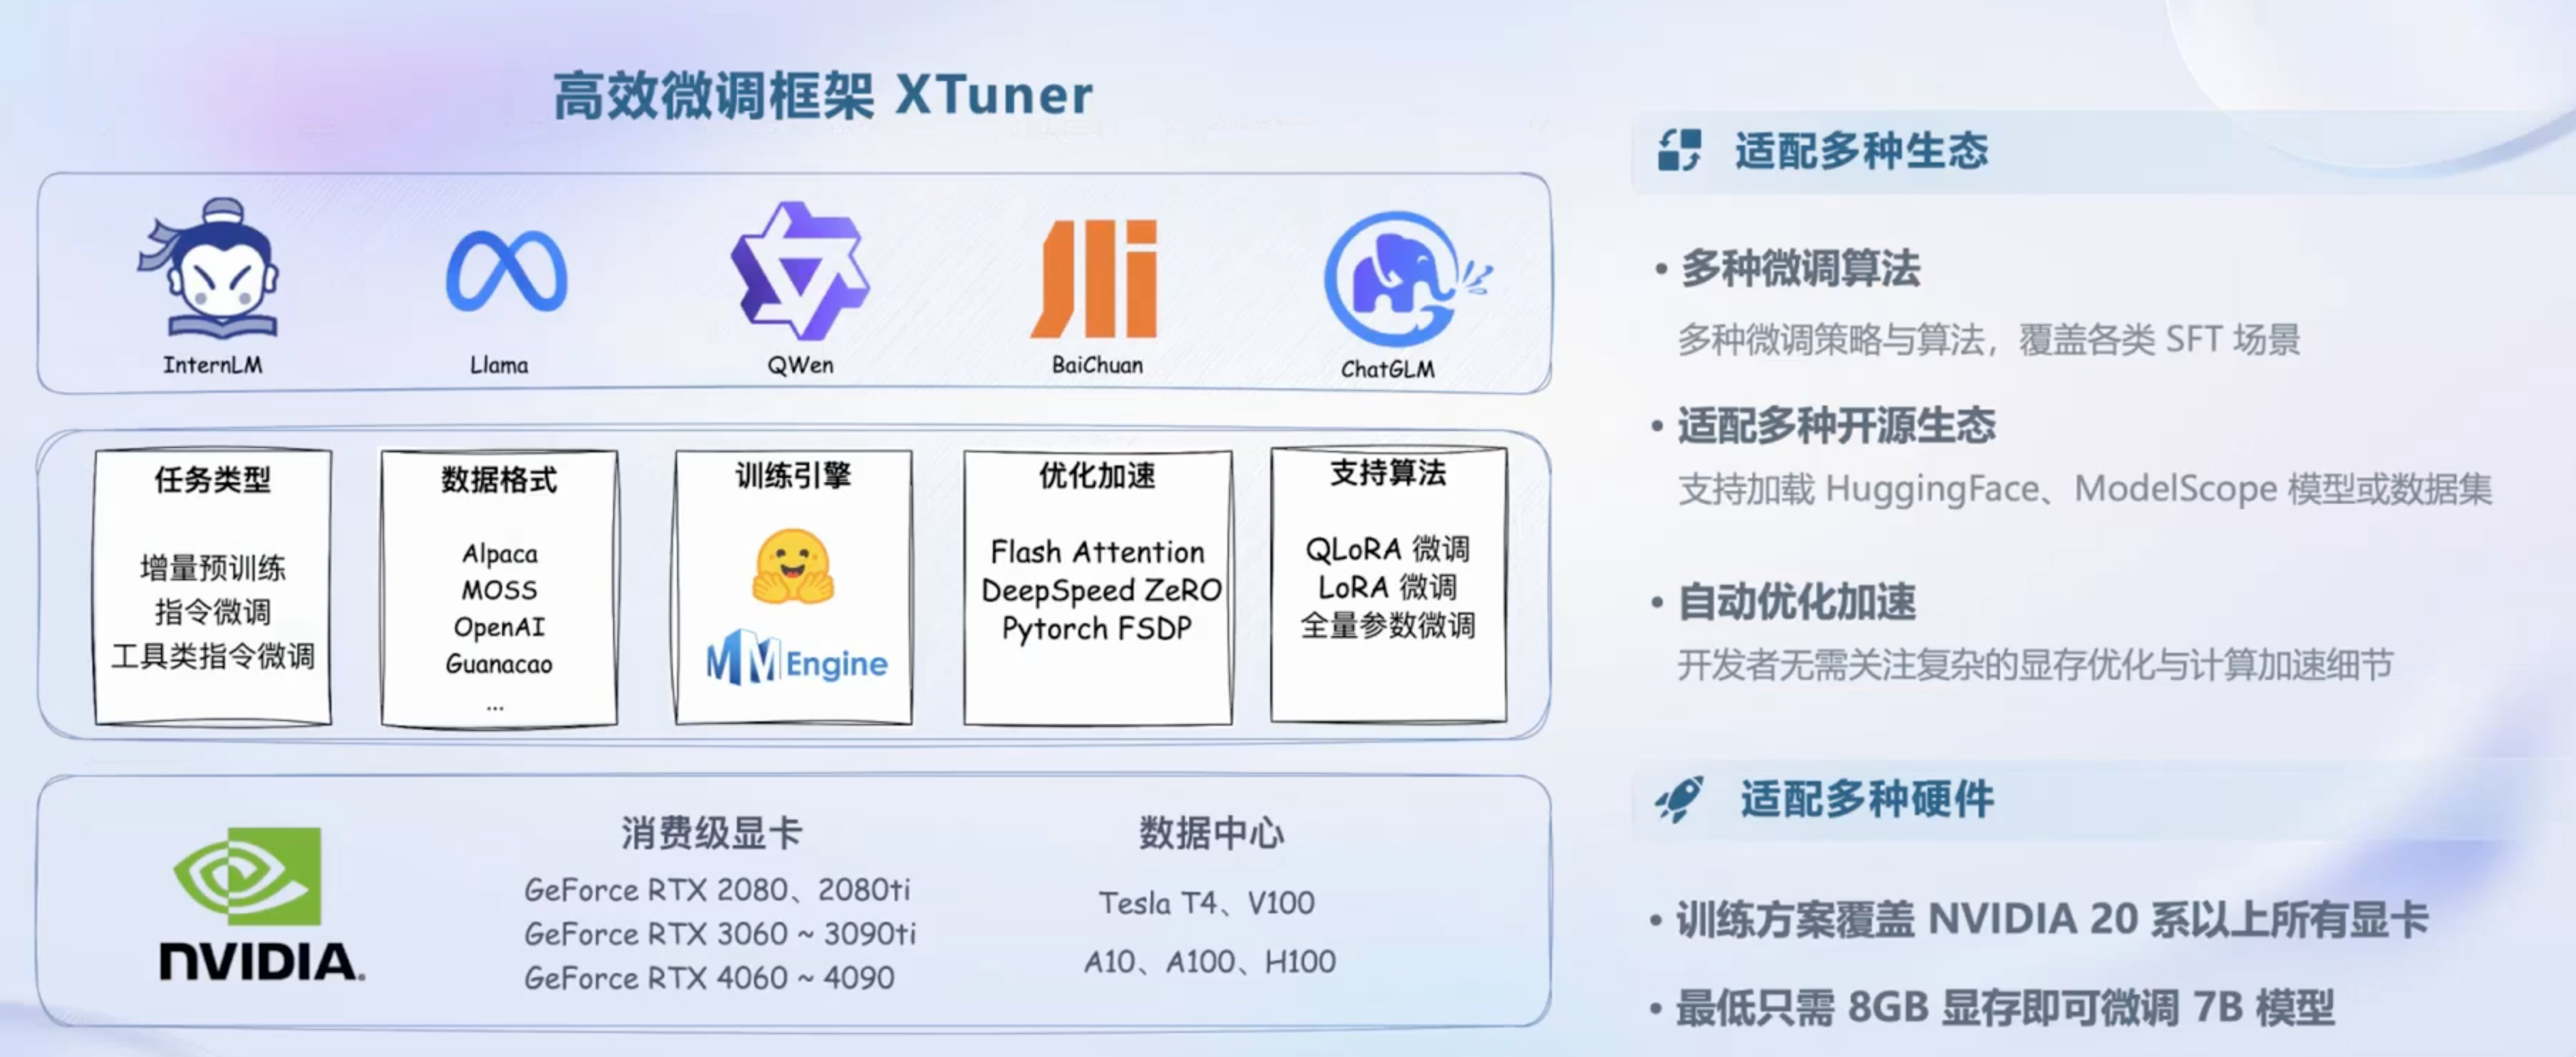 高效微调框架 XTuner
InternLM
Llama
QWen
BaiChuan
ChatGLM
任务类型
增量预训练
指令微调
工具类指令微调
数据格式
Alpaca
MOSS
OpenAI
Guanacao
...
训练引擎
MMEngine
优化加速
Flash Attention
DeepSpeed ZeRO
Pytorch FSDP
支持算法
QLoRA 微调
LoRA 微调
全量参数微调
NVIDIA.
消费级显卡
GeForce RTX 2080、2080ti
GeForce RTX 3060 ~ 3090ti
GeForce RTX 4060 ~ 4090
数据中心
Tesla T4、V100
A10、A100、H100
适配多种生态
• 多种微调算法
多种微调策略与算法，覆盖各类 SFT 场景
• 适配多种开源生态
支持加载 HuggingFace、ModelScope 模型或数据集
• 自动优化加速
开发者无需关注复杂的显存优化与计算加速细节
适配多种硬件
• 训练方案覆盖 NVIDIA 20 系以上所有显卡
• 最低只需 8GB 显存即可微调 7B 模型